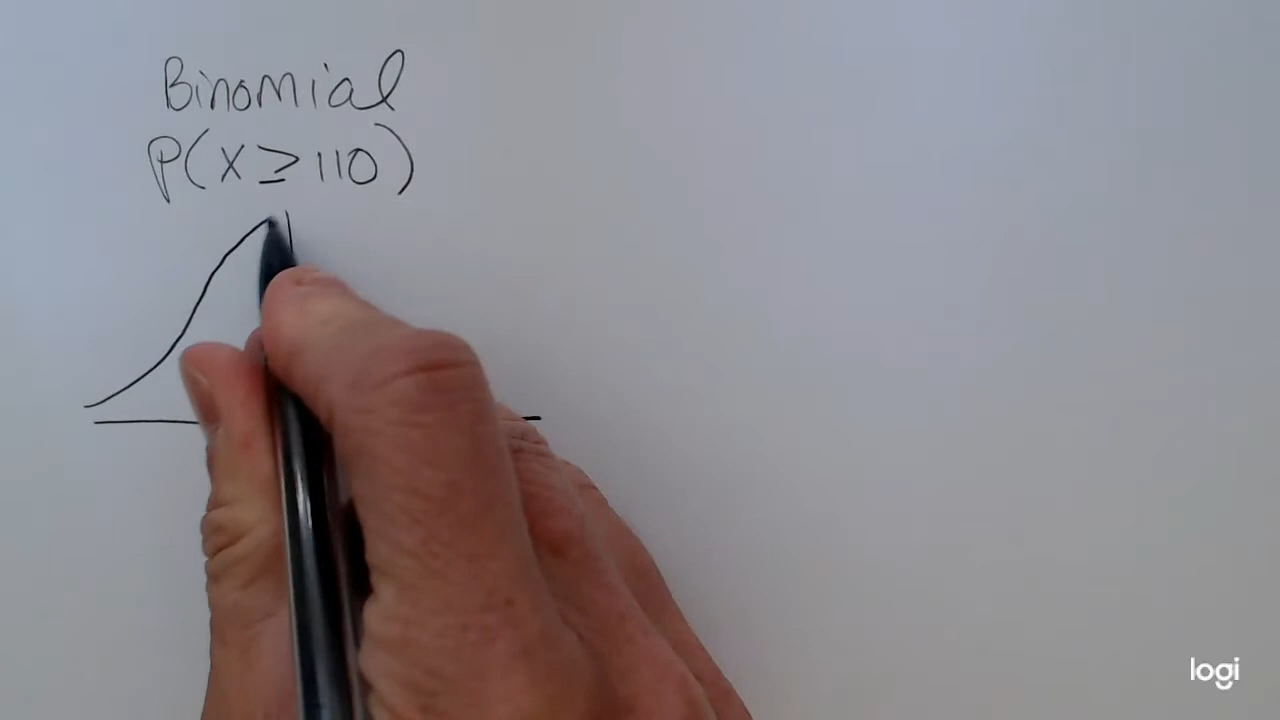 Binomial
P(X ≥ 110)
logi